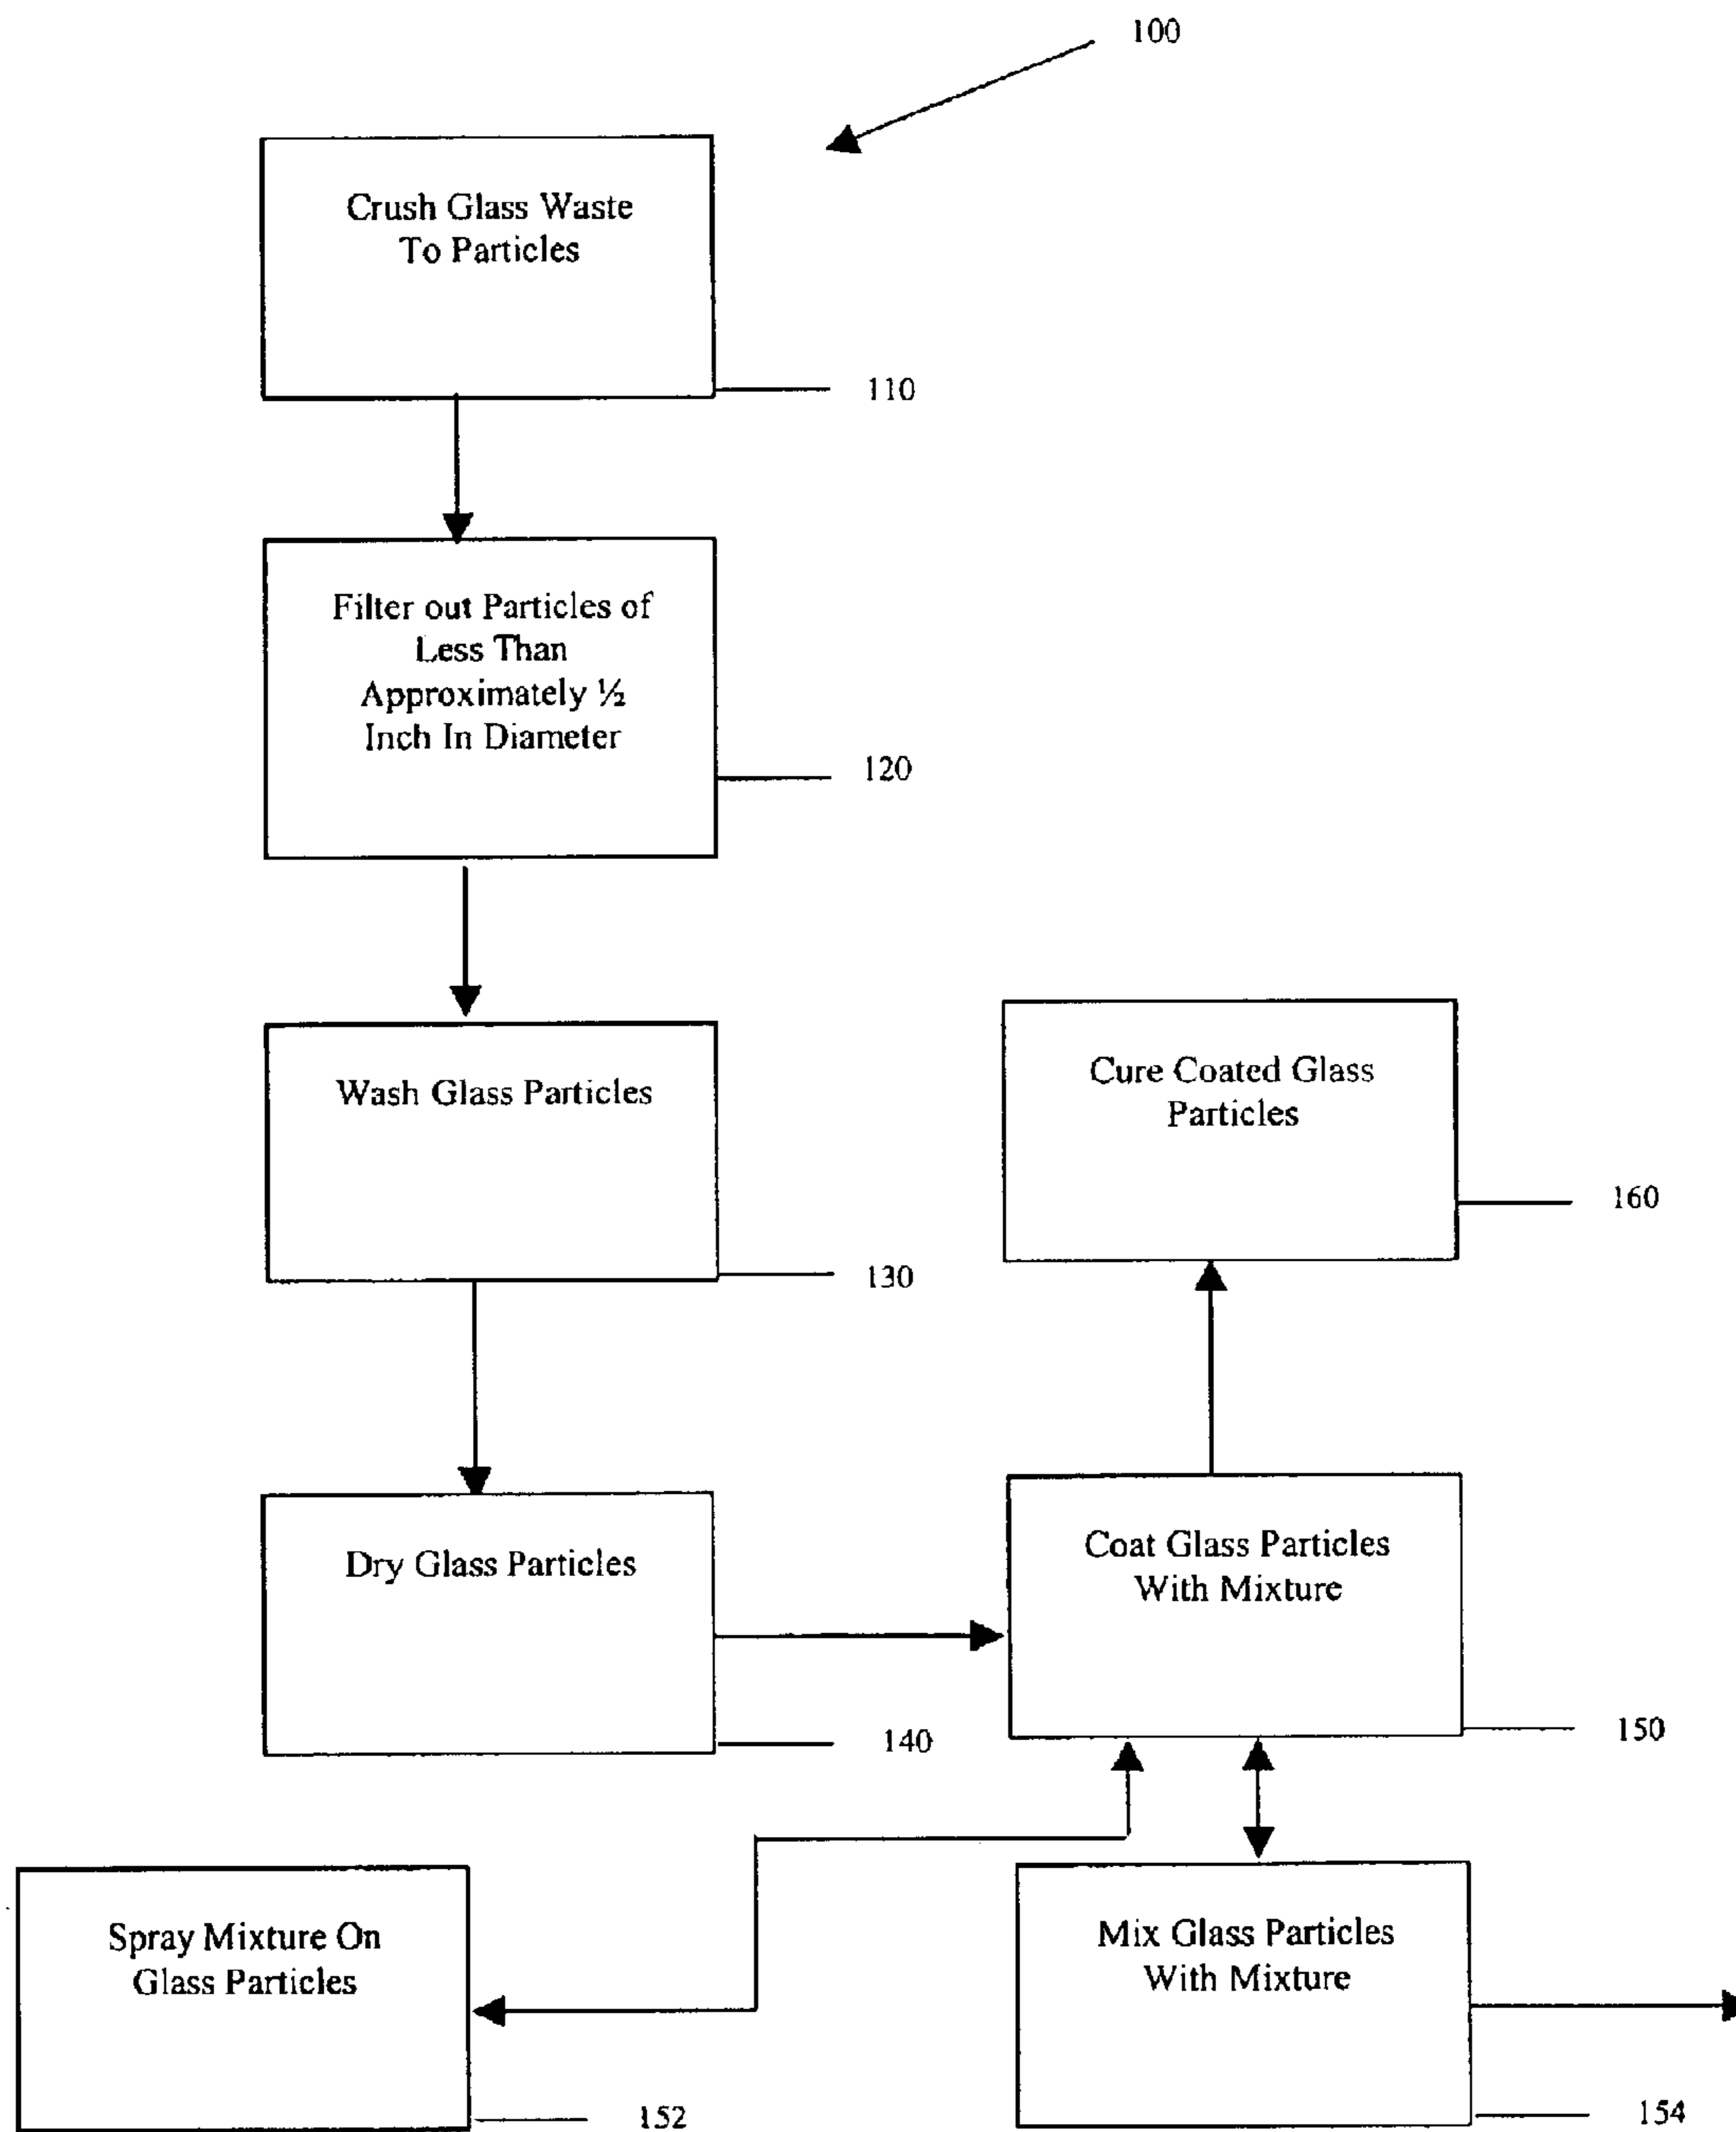 100
Crush Glass Waste
To Particles
110
Filter out Particles of
Less Than
Approximately ½
Inch In Diameter
120
Wash Glass Particles
130
Cure Coated Glass
Particles
160
Dry Glass Particles
140
Coat Glass Particles
With Mixture
150
Spray Mixture On
Glass Particles
152
Mix Glass Particles
With Mixture
154